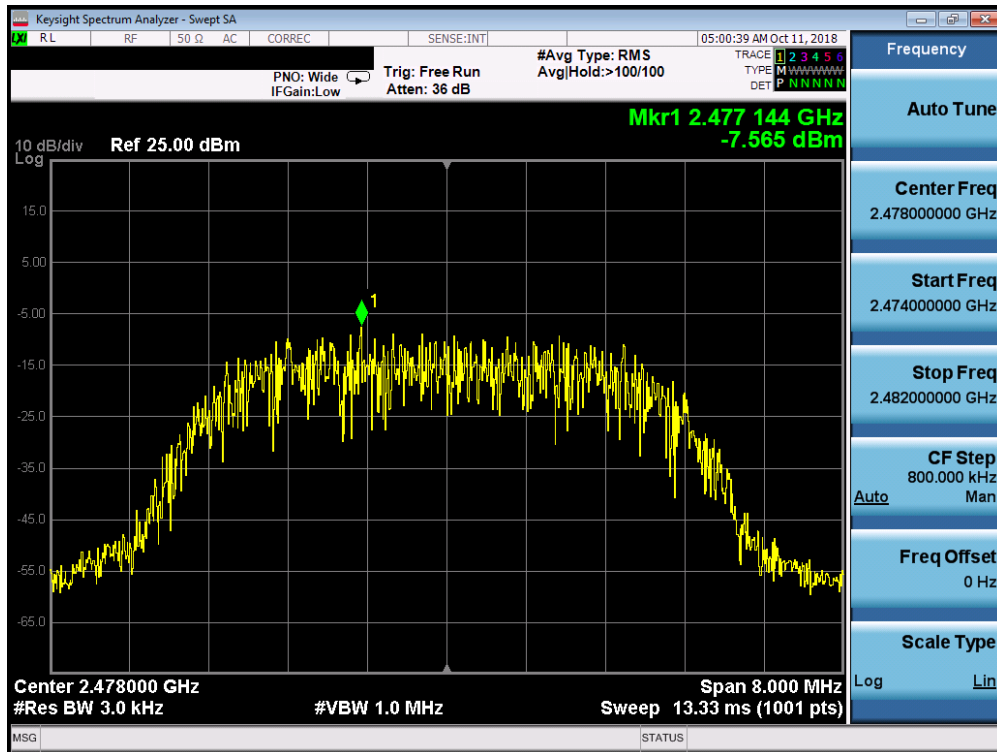 Keysight Spectrum Analyzer - Swept SA
LXI RL RF 50 Ω AC CORREC SENSE:INT 05:00:39 AM Oct 11, 2018
PNO: Wide
IFGain:Low
Trig: Free Run
Atten: 36 dB
#Avg Type: RMS
Avg|Hold:>100/100
TRACE 1 2 3 4 5 6
TYPE M WWWWW
DET P N N N N N
Mkr1 2.477 144 GHz
-7.565 dBm
10 dB/div Ref 25.00 dBm
Log
15.0
5.00
1
-5.00
-15.0
-25.0
-35.0
-45.0
-55.0
-65.0
Center 2.478000 GHz Span 8.000 MHz
#Res BW 3.0 kHz #VBW 1.0 MHz Sweep 13.33 ms (1001 pts)
MSG STATUS
Frequency
Auto Tune
Center Freq
2.478000000 GHz
Start Freq
2.474000000 GHz
Stop Freq
2.482000000 GHz
CF Step
800.000 kHz
Auto Man
Freq Offset
0 Hz
Scale Type
Log Lin